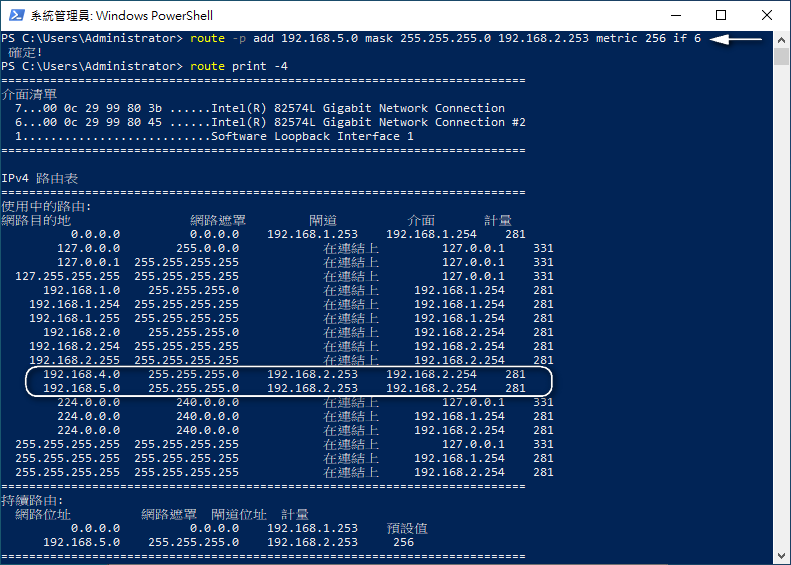 系統管理員: Windows PowerShell
PS C:\Users\Administrator> route -p add 192.168.5.0 mask 255.255.255.0 192.168.2.253 metric 256 if 6
確定!
PS C:\Users\Administrator> route print -4
===========================================================================
介面清單
7...00 0c 29 99 80 3b ......Intel(R) 82574L Gigabit Network Connection
6...00 0c 29 99 80 45 ......Intel(R) 82574L Gigabit Network Connection #2
1...........................Software Loopback Interface 1
===========================================================================
IPv4 路由表
===========================================================================
使用中的路由:
網路目的地 網路遮罩 閘道 介面 計量
0.0.0.0 0.0.0.0 192.168.1.253 192.168.1.254 281
127.0.0.0 255.0.0.0 在連結上 127.0.0.1 331
127.0.0.1 255.255.255.255 在連結上 127.0.0.1 331
127.255.255.255 255.255.255.255 在連結上 127.0.0.1 331
192.168.1.0 255.255.255.0 在連結上 192.168.1.254 281
192.168.1.254 255.255.255.255 在連結上 192.168.1.254 281
192.168.1.255 255.255.255.255 在連結上 192.168.1.254 281
192.168.2.0 255.255.255.0 在連結上 192.168.2.254 281
192.168.2.254 255.255.255.255 在連結上 192.168.2.254 281
192.168.2.255 255.255.255.255 在連結上 192.168.2.254 281
192.168.4.0 255.255.255.0 192.168.2.253 192.168.2.254 281
192.168.5.0 255.255.255.0 192.168.2.253 192.168.2.254 281
224.0.0.0 240.0.0.0 在連結上 127.0.0.1 331
224.0.0.0 240.0.0.0 在連結上 192.168.1.254 281
224.0.0.0 240.0.0.0 在連結上 192.168.2.254 281
255.255.255.255 255.255.255.255 在連結上 127.0.0.1 331
255.255.255.255 255.255.255.255 在連結上 192.168.1.254 281
255.255.255.255 255.255.255.255 在連結上 192.168.2.254 281
===========================================================================
持續路由:
網路位址 網路遮罩 閘道位址 計量
0.0.0.0 0.0.0.0 192.168.1.253 預設值
192.168.5.0 255.255.255.0 192.168.2.253 256
===========================================================================